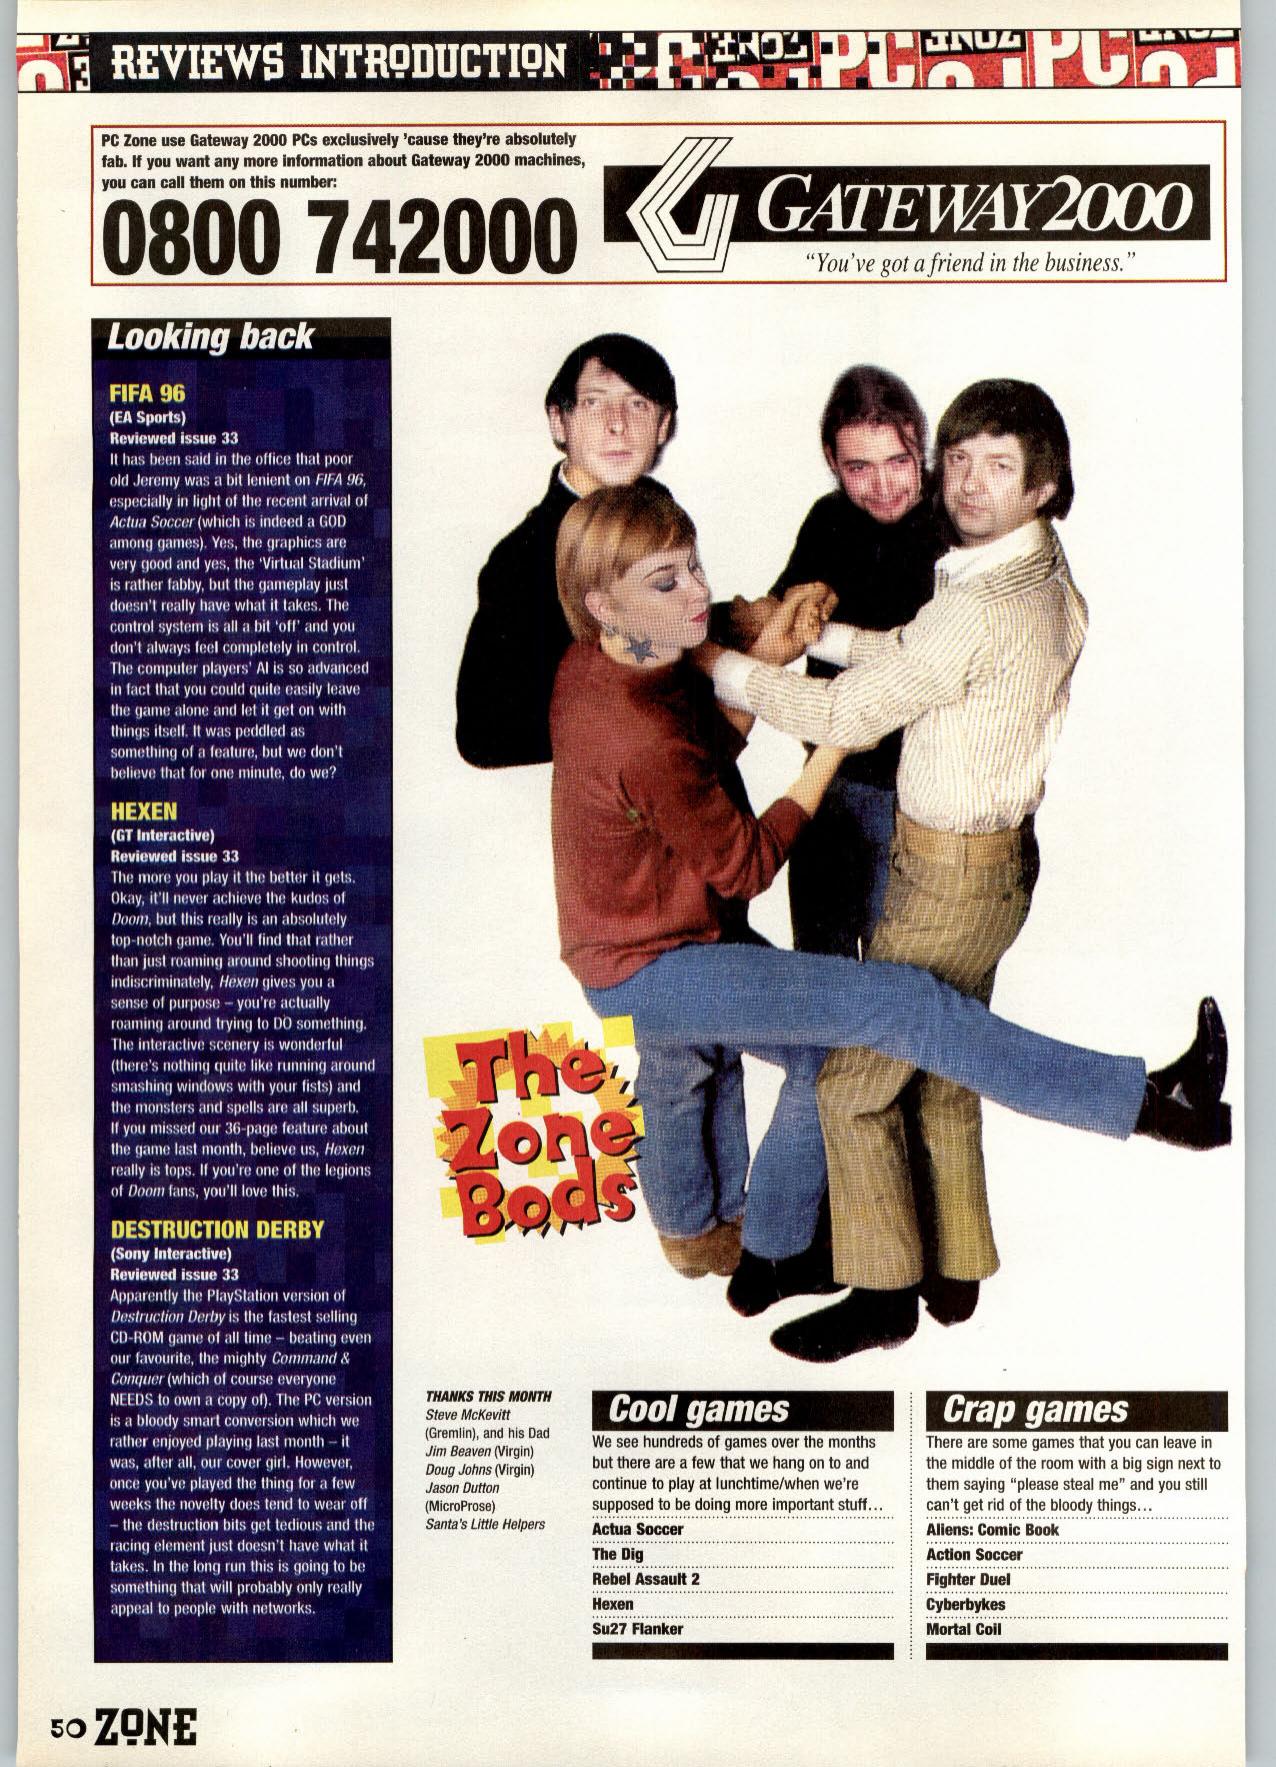 REVIEWS INTRODUCTION
PC Zone use Gateway 2000 PCs exclusively 'cause they're absolutely
fab. If you want any more information about Gateway 2000 machines,
you can call them on this number:
0800 742000
GATEWAY2000
"You've got a friend in the business."
Looking back
FIFA 96
(EA Sports)
Reviewed issue 33
It has been said in the office that poor
old Jeremy was a bit lenient on FIFA 96,
especially in light of the recent arrival of
Actua Soccer (which is indeed a GOD
among games). Yes, the graphics are
very good and yes, the 'Virtual Stadium'
is rather fabby, but the gameplay just
doesn't really have what it takes. The
control system is all a bit 'off' and you
don't always feel completely in control.
The computer players' AI is so advanced
in fact that you could quite easily leave
the game alone and let it get on with
things itself. It was peddled as
something of a feature, but we don't
believe that for one minute, do we?
HEXEN
(GT Interactive)
Reviewed issue 33
The more you play it the better it gets.
Okay, it'll never achieve the kudos of
Doom, but this really is an absolutely
top-notch game. You'll find that rather
than just roaming around shooting things
indiscriminately, Hexen gives you a
sense of purpose – you're actually
roaming around trying to DO something.
The interactive scenery is wonderful
(there's nothing quite like running around
smashing windows with your fists) and
the monsters and spells are all superb.
If you missed our 36-page feature about
the game last month, believe us, Hexen
really is tops. If you're one of the legions
of Doom fans, you'll love this.
DESTRUCTION DERBY
(Sony Interactive)
Reviewed issue 33
Apparently the PlayStation version of
Destruction Derby is the fastest selling
CD-ROM game of all time – beating even
our favourite, the mighty Command &
Conquer (which of course everyone
NEEDS to own a copy of). The PC version
is a bloody smart conversion which we
rather enjoyed playing last month – it
was, after all, our cover girl. However,
once you've played the thing for a few
weeks the novelty does tend to wear off
– the destruction bits get tedious and the
racing element just doesn't have what it
takes. In the long run this is going to be
something that will probably only really
appeal to people with networks.
The
Zone
Bods
THANKS THIS MONTH
Steve McKevitt
(Gremlin), and his Dad
Jim Beaven (Virgin)
Doug Johns (Virgin)
Jason Dutton
(MicroProse)
Santa's Little Helpers
Cool games
We see hundreds of games over the months
but there are a few that we hang on to and
continue to play at lunchtime/when we're
supposed to be doing more important stuff...
Actua Soccer
The Dig
Rebel Assault 2
Hexen
Su27 Flanker
Crap games
There are some games that you can leave in
the middle of the room with a big sign next to
them saying "please steal me" and you still
can't get rid of the bloody things...
Aliens: Comic Book
Action Soccer
Fighter Duel
Cyberbykes
Mortal Coil
50 ZONE